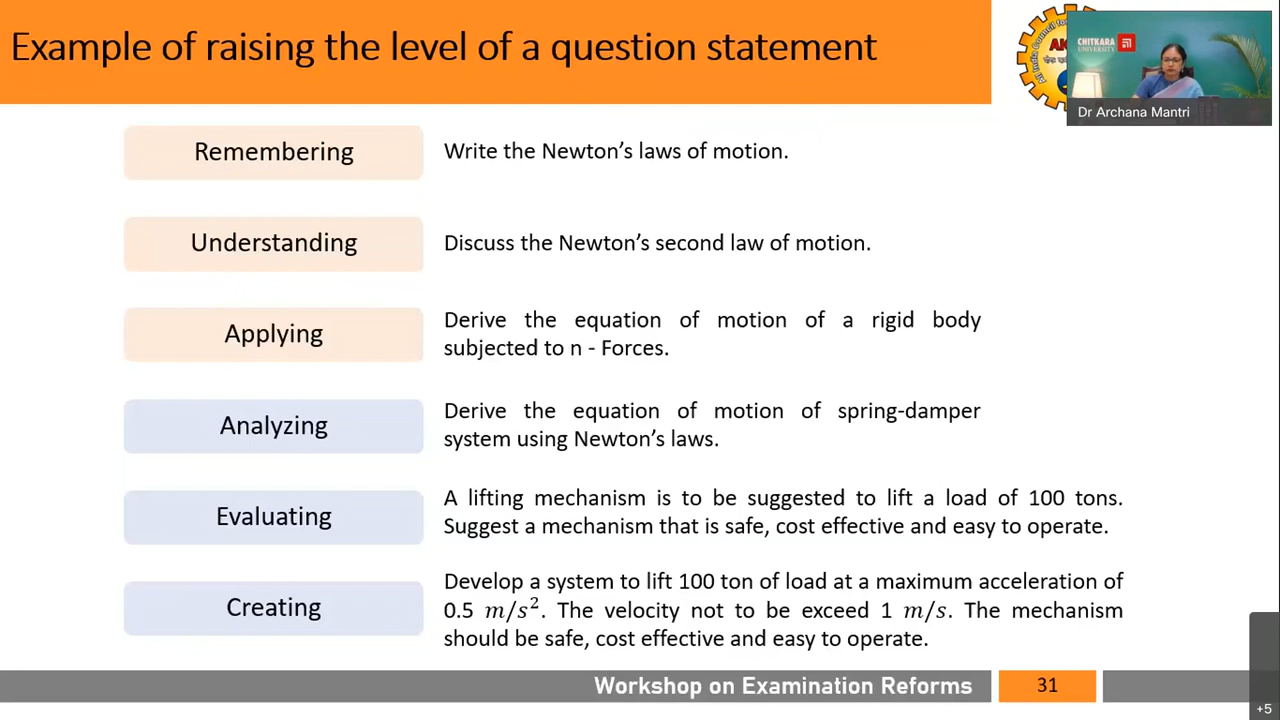 Example of raising the level of a question statement
All India Council for
CHITKARA
UNIVERSITY
Dr Archana Mantri
Remembering
Write the Newton’s laws of motion.
Understanding
Discuss the Newton’s second law of motion.
Applying
Derive the equation of motion of a rigid body
subjected to n - Forces.
Analyzing
Derive the equation of motion of spring-damper
system using Newton’s laws.
Evaluating
A lifting mechanism is to be suggested to lift a load of 100 tons.
Suggest a mechanism that is safe, cost effective and easy to operate.
Creating
Develop a system to lift 100 ton of load at a maximum acceleration of
0.5 m/s². The velocity not to be exceed 1 m/s. The mechanism
should be safe, cost effective and easy to operate.
Workshop on Examination Reforms
31
+5